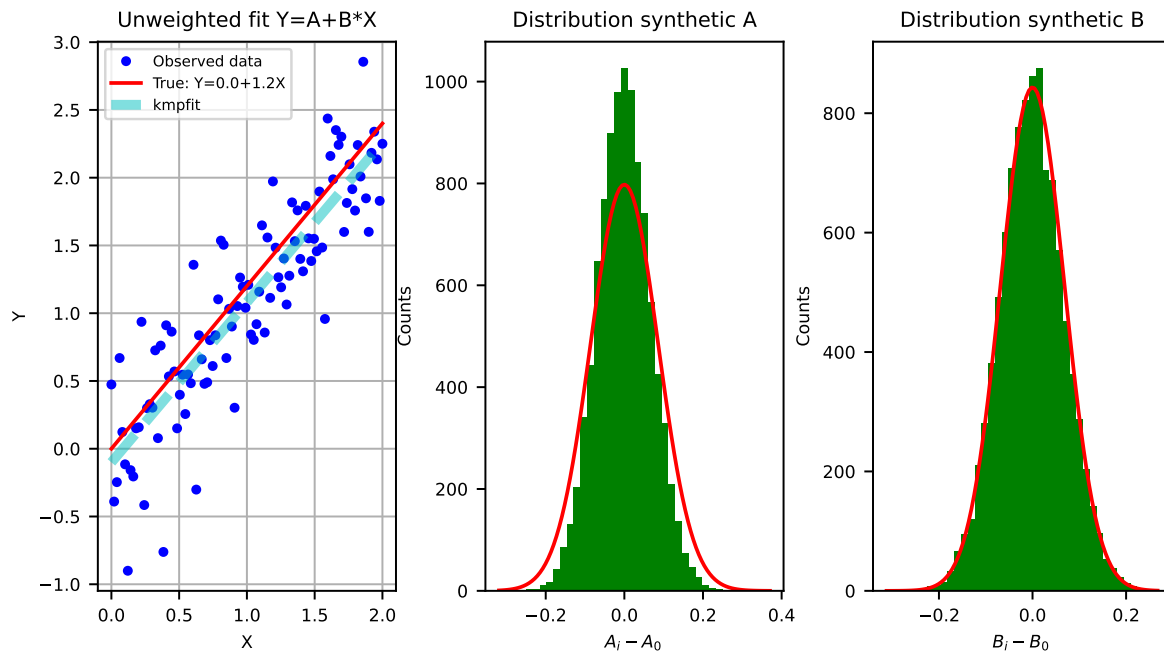 Unweighted fit Y=A+B*X
Observed data
True: Y=0.0+1.2X
kmpfit
3.0
2.5
2.0
1.5
1.0
0.5
0.0
−0.5
−1.0
Y
0.0
0.5
1.0
1.5
2.0
X
Distribution synthetic A
1000
800
600
400
200
0
Counts
−0.2
0.0
0.2
0.4
A_i − A_0
Distribution synthetic B
800
600
400
200
0
Counts
−0.2
0.0
0.2
B_i − B_0